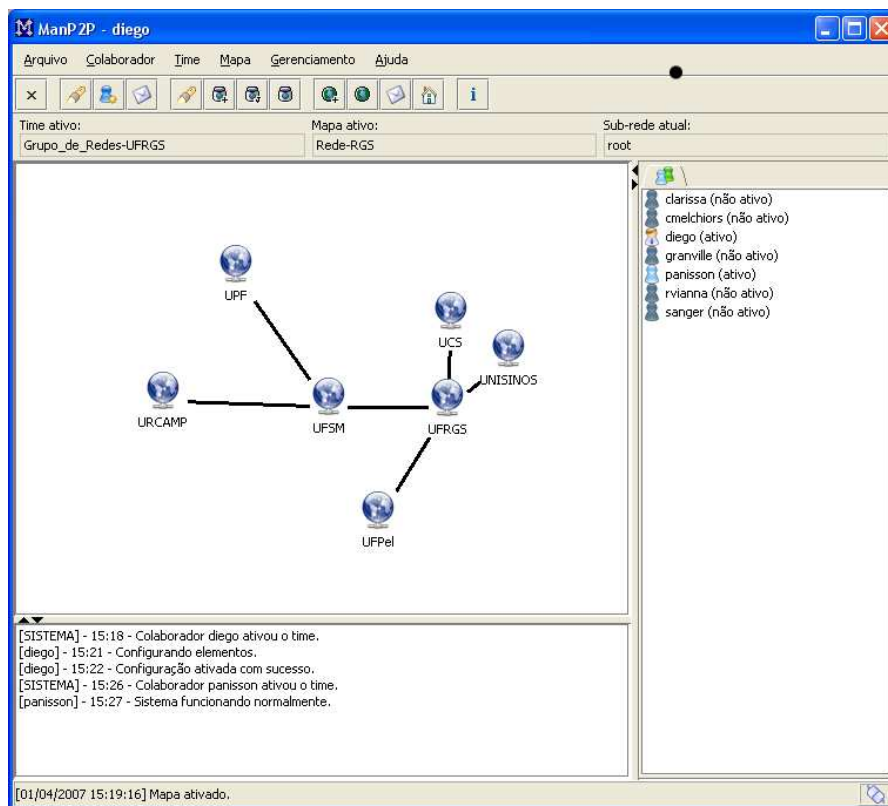 ManP2P - diego
Arquivo Colaborador Time Mapa Gerenciamento Ajuda
Time ativo: Mapa ativo: Sub-rede atual:
Grupo_de_Redes-UFRGS Rede-RGS root
clarissa (não ativo)
cmelchiors (não ativo)
diego (ativo)
granville (não ativo)
panisson (ativo)
rvianna (não ativo)
sanger (não ativo)
UPF
UCS
UNISINOS
URCAMP
UFSM
UFRGS
UFPel
[SISTEMA] - 15:18 - Colaborador diego ativou o time.
[diego] - 15:21 - Configurando elementos.
[diego] - 15:22 - Configuração ativada com sucesso.
[SISTEMA] - 15:26 - Colaborador panisson ativou o time.
[panisson] - 15:27 - Sistema funcionando normalmente.
[01/04/2007 15:19:16] Mapa ativado.